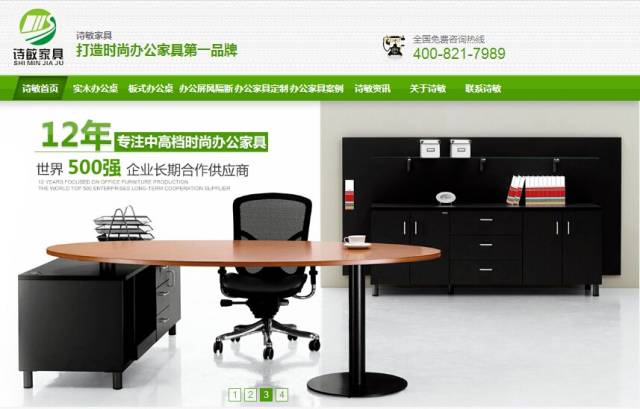 诗敏家具
SHI MIN JIA JU
诗敏家具
打造时尚办公家具第一品牌
全国免费咨询热线
400-821-7989
诗敏首页 实木办公桌 板式办公桌 办公屏风隔断 办公家具定制 办公家具案例 诗敏资讯 关于诗敏 联系诗敏
12年 专注中高档时尚办公家具
世界 500强 企业长期合作供应商
12 YEARS FOCUSED ON OFFICE FURNITURE PRODUCTION
THE WORLD TOP 500 ENTERPRISES LONG-TERM COOPERATION SUPPLIER
1 2 3 4